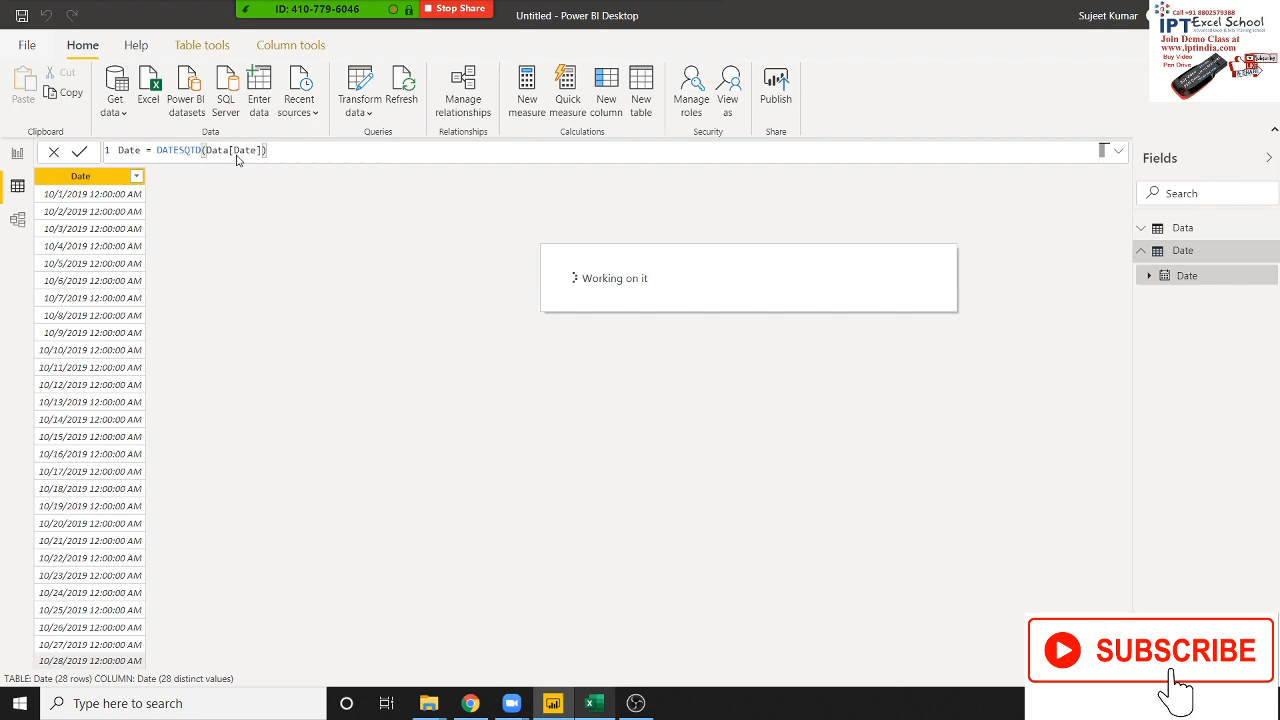 ID: 410-779-6046
Stop Share
Untitled - Power BI Desktop
Sujeet Kumar
Call +91 8802579388
IPT Excel School
Advanced Excel & MIS Training School
Join Demo Class at
www.iptindia.com
Buy Video
Pen Drive
File
Home
Help
Table tools
Column tools
Paste
Cut
Copy
Get data
Excel
Power BI datasets
SQL Server
Enter data
Recent sources
Transform data
Refresh
Manage relationships
New measure
Quick measure
New column
New table
Manage roles
View as
Publish
Clipboard
Data
Queries
Relationships
Calculations
Security
Share
1 Date = DATESQTD(Data[Date])
Fields
Search
Data
Date
Date
Date
10/1/2019 12:00:00 AM
10/2/2019 12:00:00 AM
10/3/2019 12:00:00 AM
10/4/2019 12:00:00 AM
10/5/2019 12:00:00 AM
10/6/2019 12:00:00 AM
10/7/2019 12:00:00 AM
10/8/2019 12:00:00 AM
10/9/2019 12:00:00 AM
10/10/2019 12:00:00 AM
10/11/2019 12:00:00 AM
10/12/2019 12:00:00 AM
10/13/2019 12:00:00 AM
10/14/2019 12:00:00 AM
10/15/2019 12:00:00 AM
10/16/2019 12:00:00 AM
10/17/2019 12:00:00 AM
10/18/2019 12:00:00 AM
10/19/2019 12:00:00 AM
10/20/2019 12:00:00 AM
10/21/2019 12:00:00 AM
10/22/2019 12:00:00 AM
10/23/2019 12:00:00 AM
10/24/2019 12:00:00 AM
10/25/2019 12:00:00 AM
10/26/2019 12:00:00 AM
10/27/2019 12:00:00 AM
10/28/2019 12:00:00 AM
Working on it
SUBSCRIBE
TABLE: Date (28 rows) COLUMN: Date (28 distinct values)
Type here to search